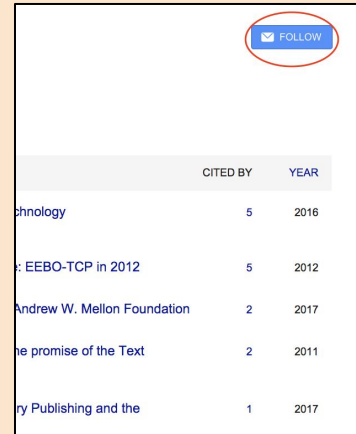 FOLLOW
CITED BY YEAR
chnology 5 2016
: EEBO-TCP in 2012 5 2012
Andrew W. Mellon Foundation 2 2017
he promise of the Text 2 2011
ry Publishing and the 1 2017